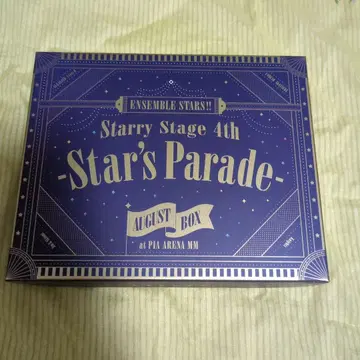 ENSEMBLE STARS!!
Starry Stage 4th
-Star's Parade-
AUGUST BOX
at PIA ARENA MM